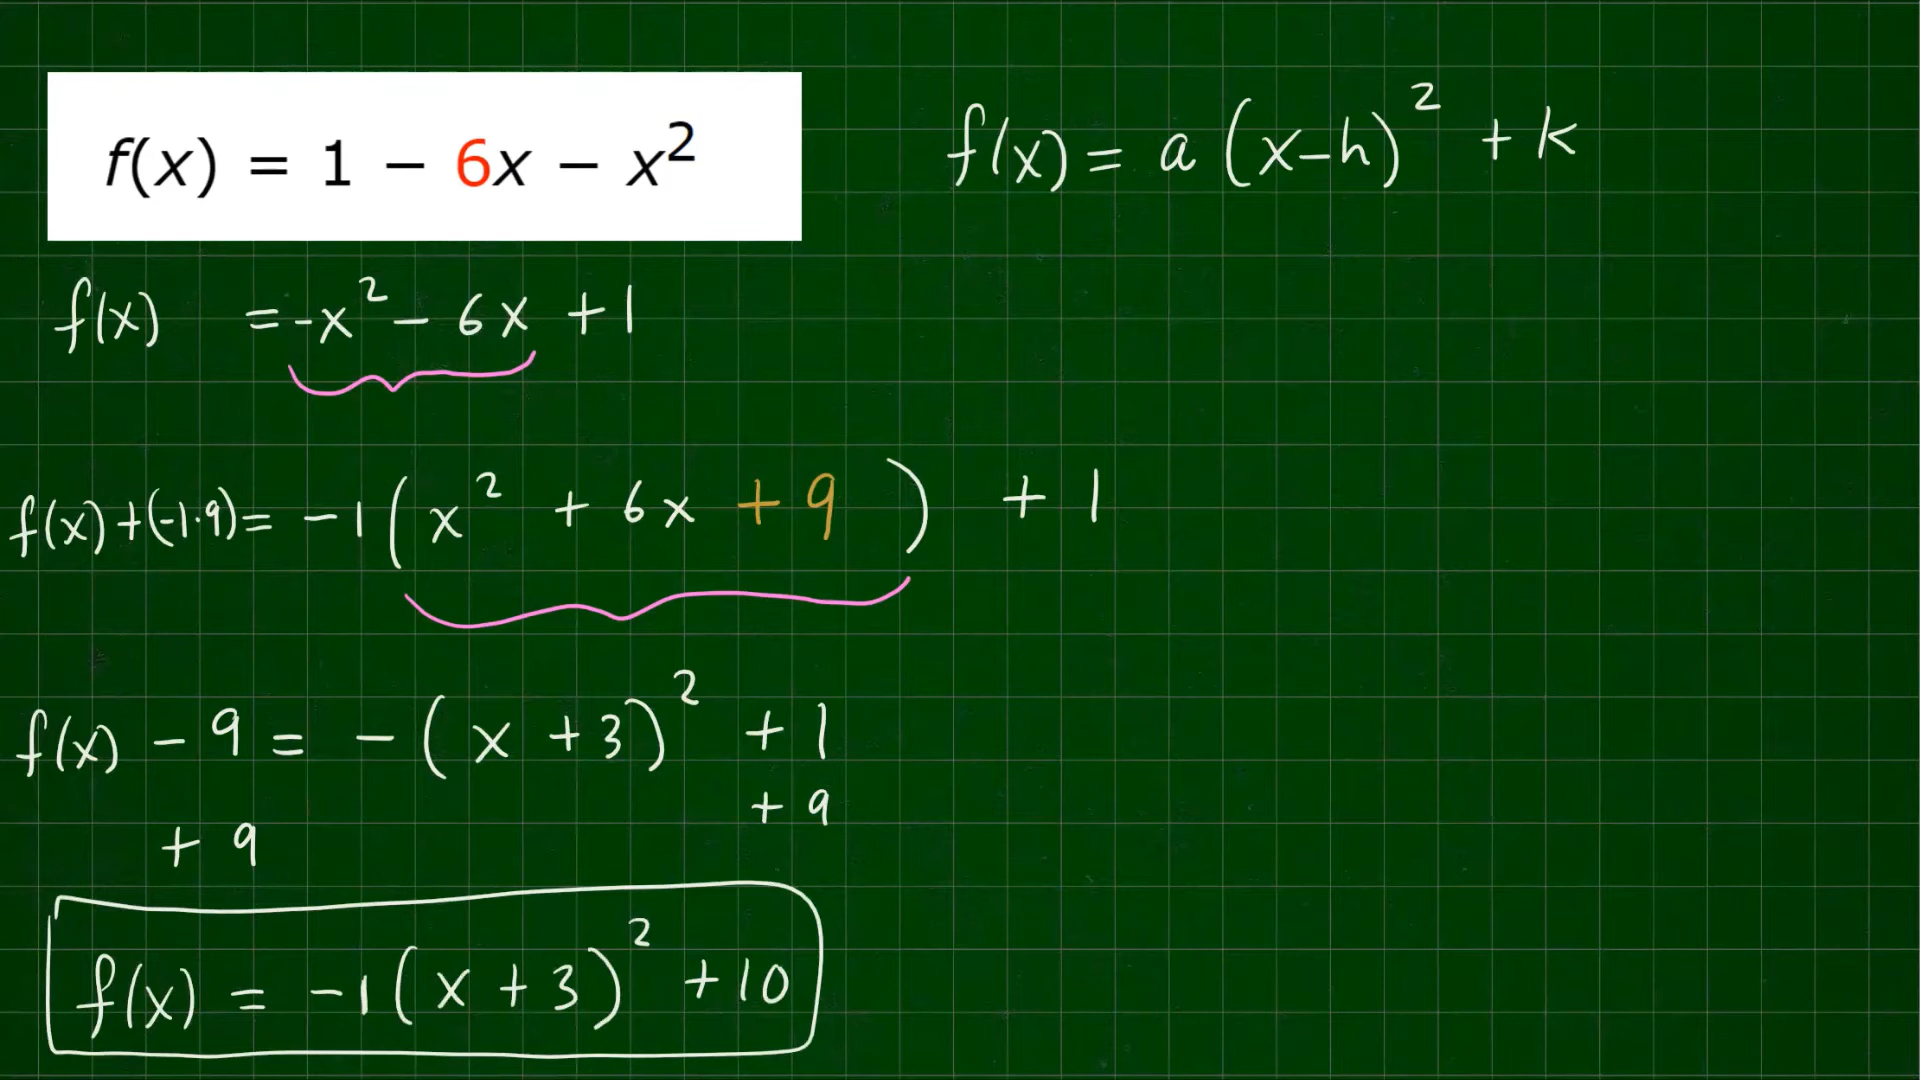 f(x) = 1 − 6x − x²
f(x) = a (x-h)² + k
f(x) = -x² - 6x + 1
f(x) + (-1·9) = -1(x² + 6x + 9) + 1
f(x) - 9 = -(x + 3)² + 1
+ 9
+ 9
f(x) = -1(x + 3)² + 10